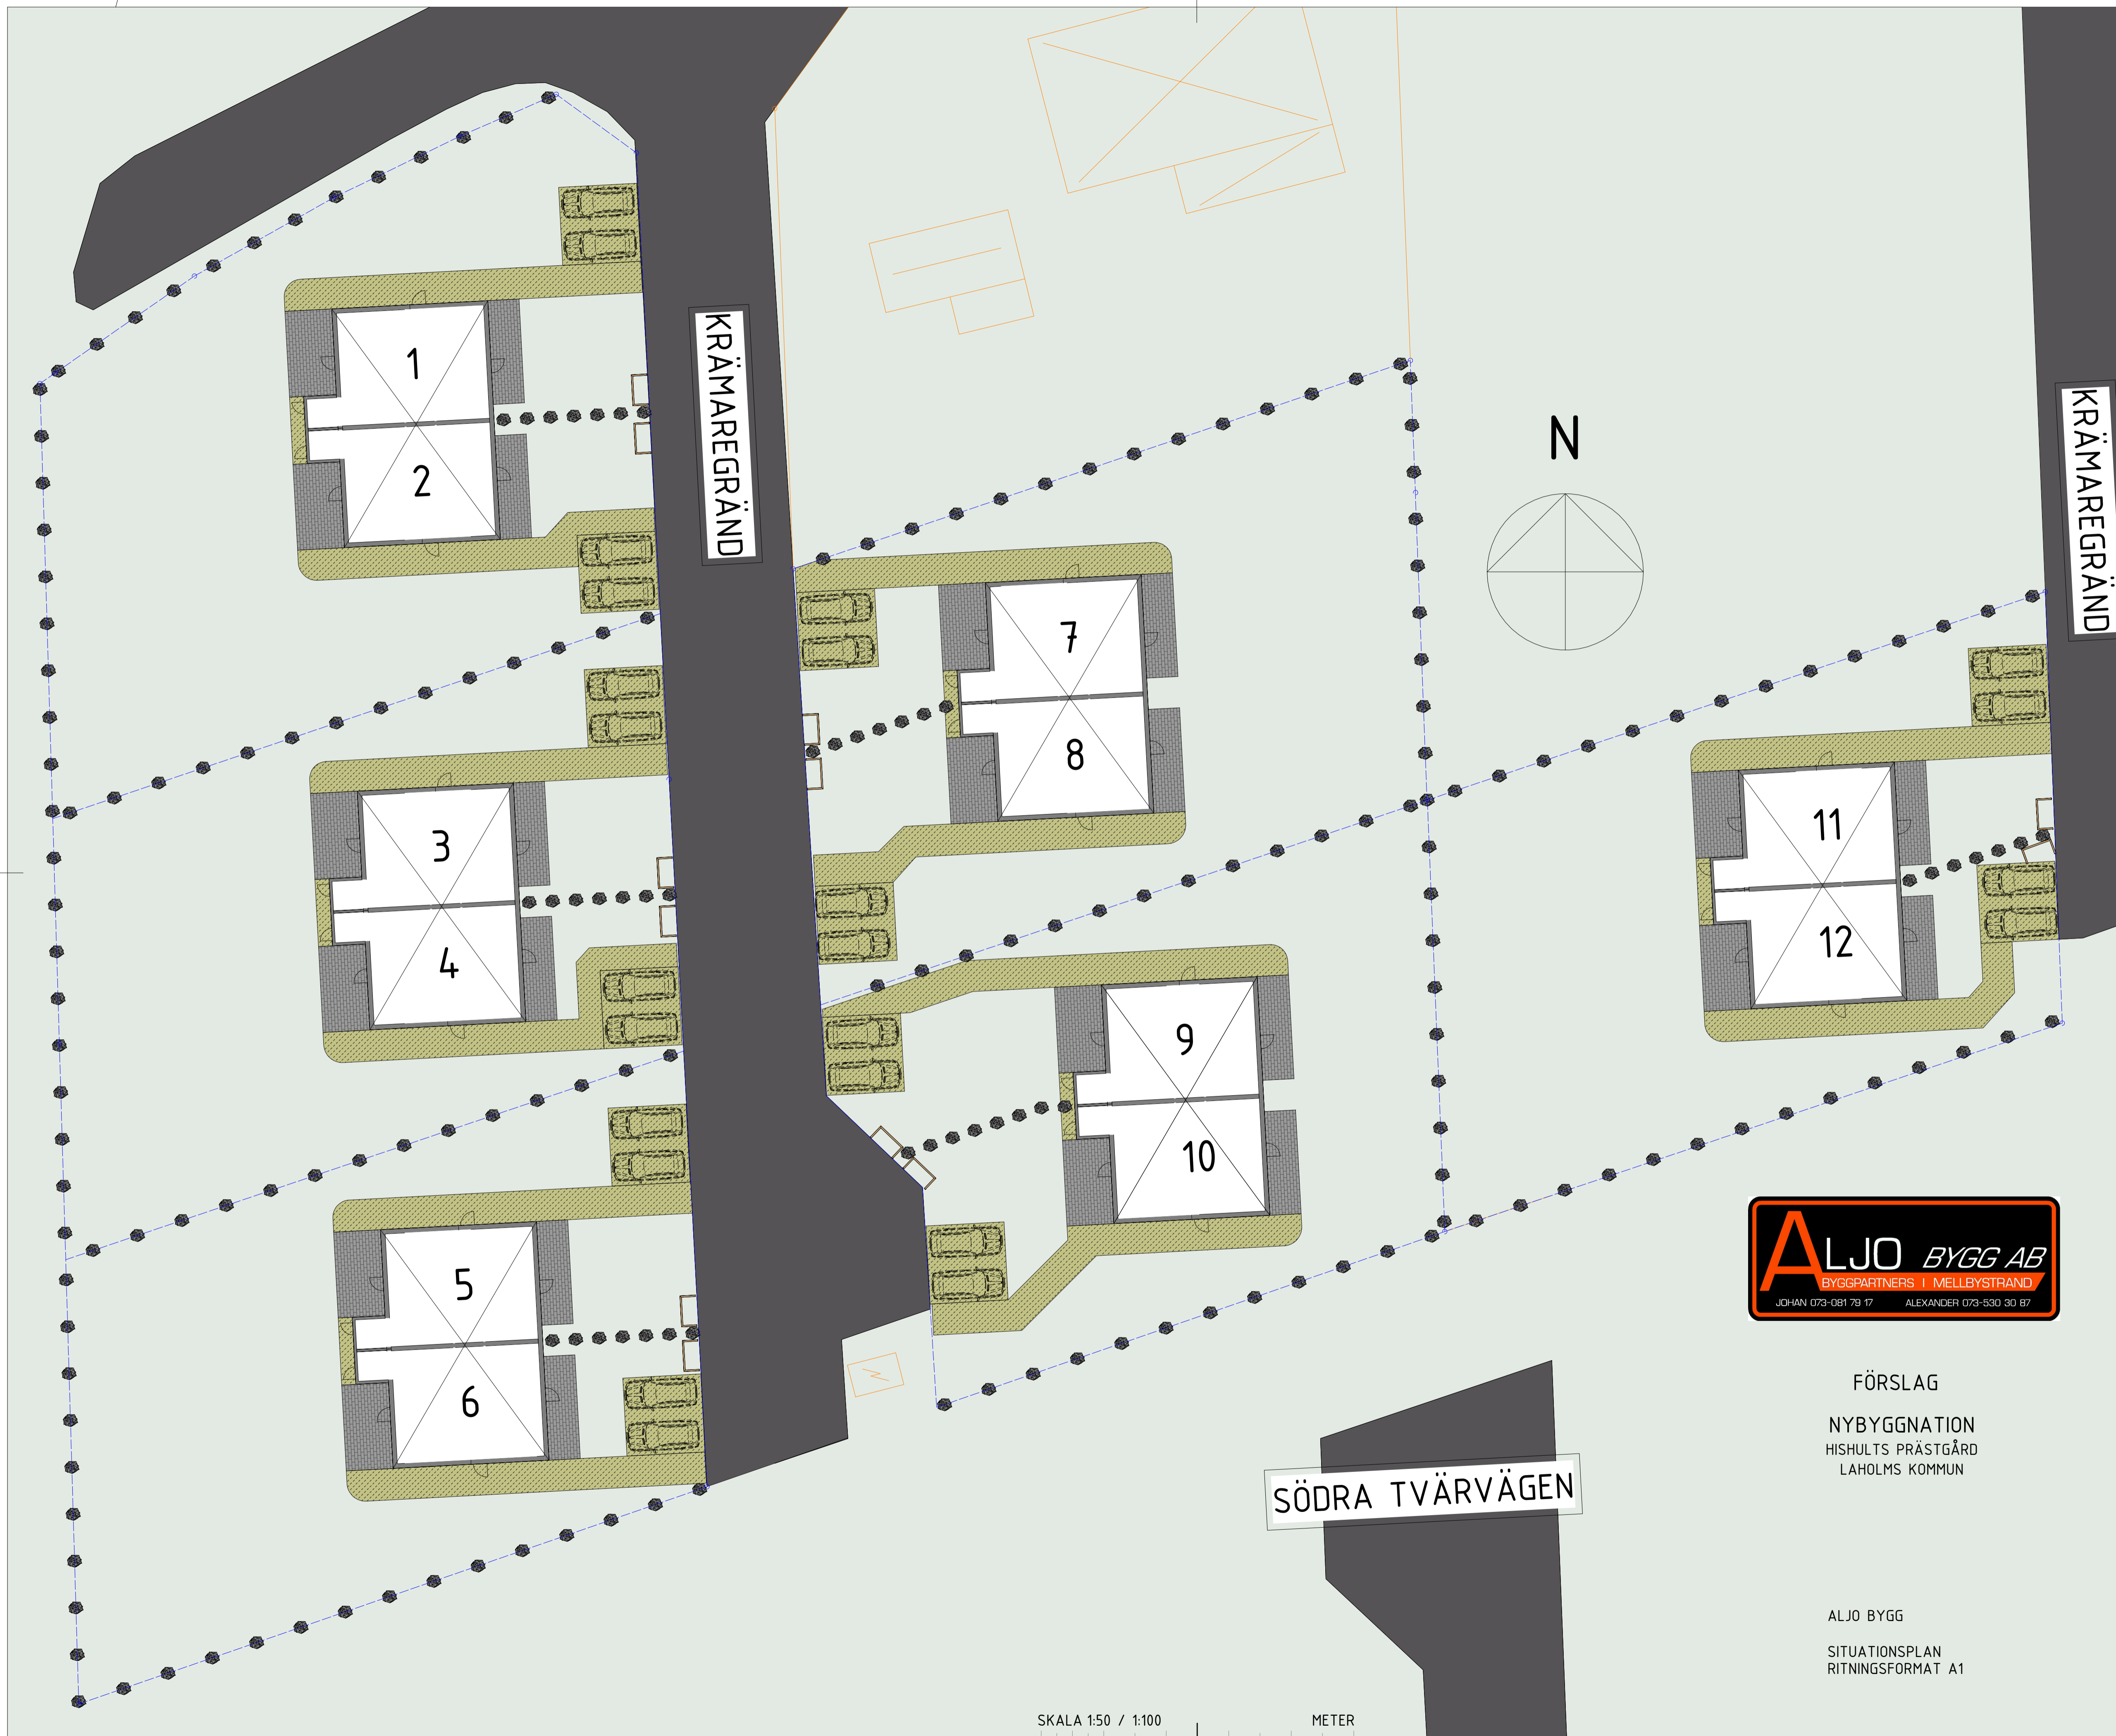 1
2
KRÄMAREGRÄND
N
KRÄMAREGRÄND
7
8
3
4
11
12
9
10
5
6
ALJO BYGG AB
BYGGPARTNERS | MELLBYSTRAND
JOHAN 073-081 79 17 ALEXANDER 073-530 30 87
FÖRSLAG
NYBYGGNATION
HISHULTS PRÄSTGÅRD
LAHOLMS KOMMUN
SÖDRA TVÄRVÄGEN
ALJO BYGG
SITUATIONSPLAN
RITNINGSFORMAT A1
SKALA 1:50 / 1:100 METER